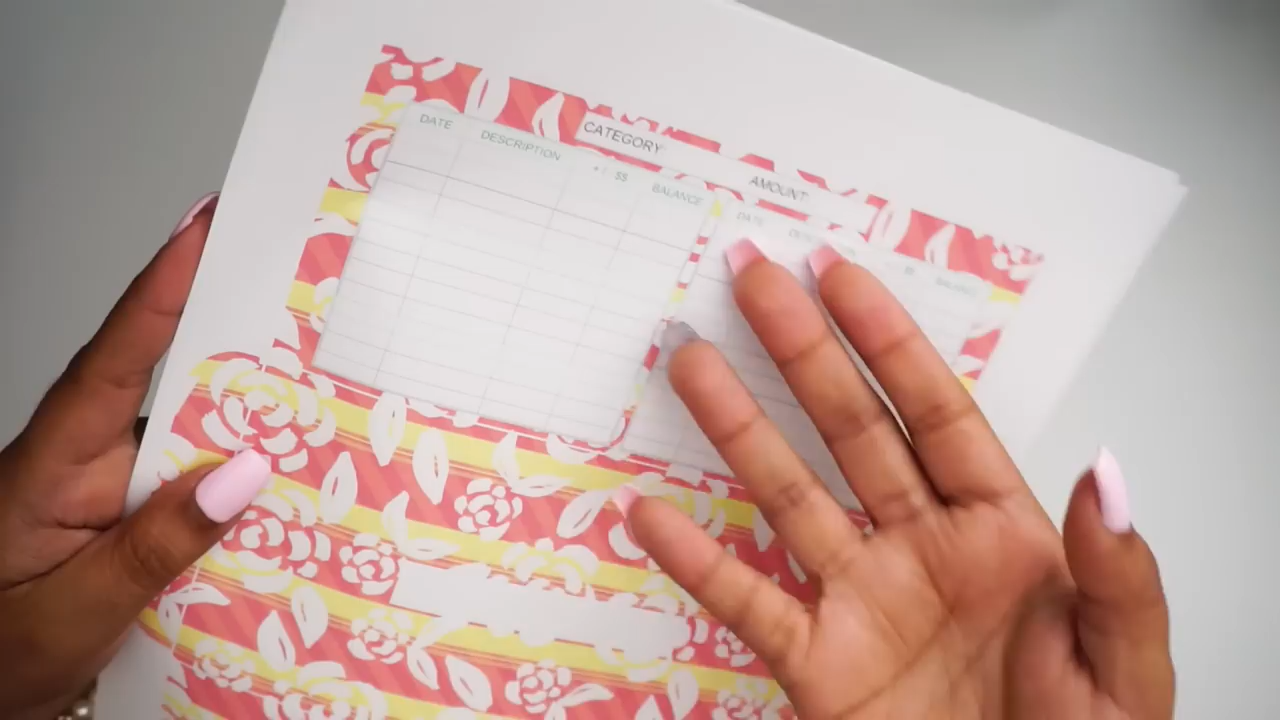 CATEGORY
AMOUNT:
DATE DESCRIPTION + / $$ BALANCE
DATE $$ BALANCE